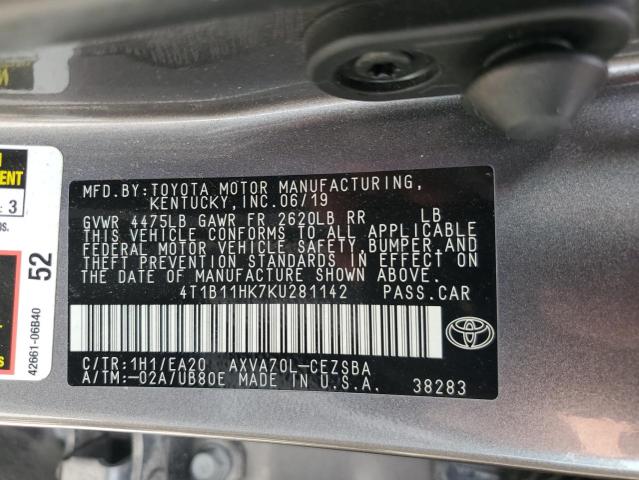 MFD.BY:TOYOTA MOTOR MANUFACTURING,
KENTUCKY, INC.06/19
GVWR 4475LB GAWR FR 2620LB RR LB
THIS VEHICLE CONFORMS TO ALL APPLICABLE
FEDERAL MOTOR VEHICLE SAFETY,BUMPER,AND
THEFT PREVENTION STANDARDS IN EFFECT ON
THE DATE OF MANUFACTURE SHOWN ABOVE.
4T1B11HK7KU281142 PASS.CAR
TOYOTA
C/TR:1H1/EA20 AXVA70L-CEZSBA
A/TM:-02A/UB80E MADE IN U.S.A. 38283
3
52
42661-06B40